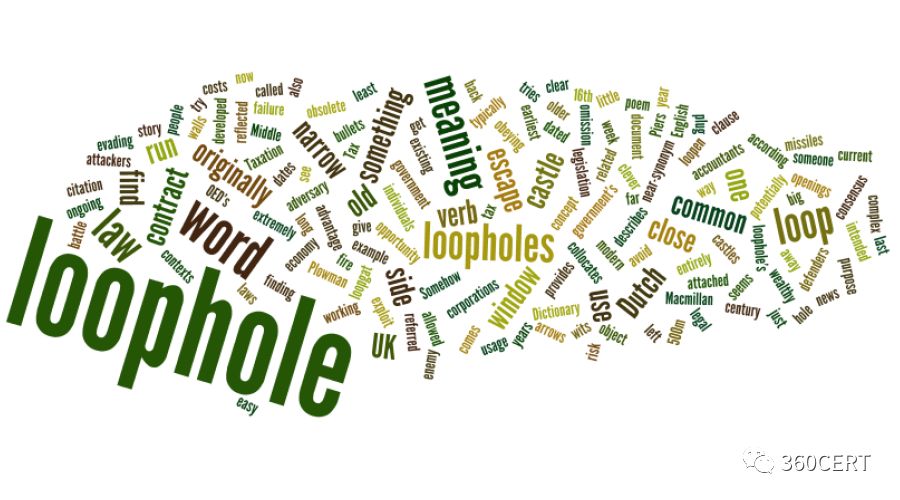 loophole
easy
word
law
contract
find
run
originally
narrow
something
meaning
escape
castle
loopholes
verb
tax
old
side
UK
window
use
Dutch
close
common
one
loop
evading
story
people
walls
try
costs
now
developed
reflected
called
failure
also
obsolete
least
Middle
Taxation
dates
bullets
Tax
see
attackers
citation
ongoing
battle
contexts
OED's
extremely
adversary
long
advantage
economy
laws
finding
Plowman
fire
example
give
opportunity
individuals
government
existing
get
back
typically
obeying
tries
earliest
clear
older
dated
16th
omission
little
week
poem
document
year
Piers
English
plug
clause
looper
near-synonym
related
clever
legislation
concept
government's
far
describes
avoid
modern
collocates
provides
Somehow
corporations
longat
exploit
working
referred
allowed
enemy
comes
usage
years
Dictionary
arrows
wits
object
risk
left
500m
legal
Macmillan
attached
entirely
castles
way
accountants
according
missiles
someone
current
potentially
openings
consensus
big
loophole's
away
defenders
complex
last
intended
purpose
seems
century
wealthy
just
hole
news
360CERT